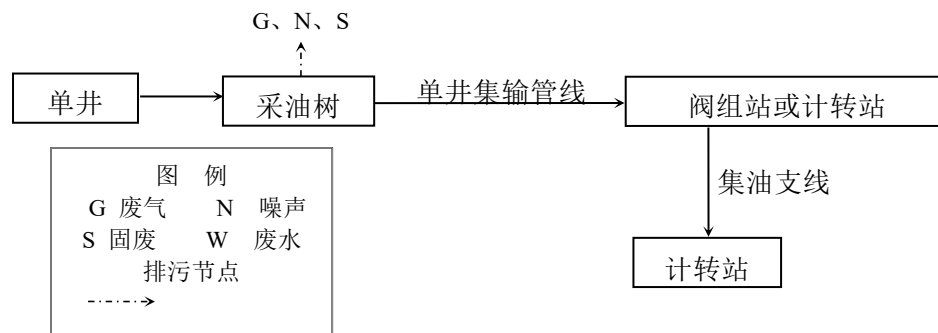 G、N、S
单井
采油树
单井集输管线
阀组站或计转站
集油支线
计转站
图 例
G 废气 N 噪声
S 固废 W 废水
排污节点